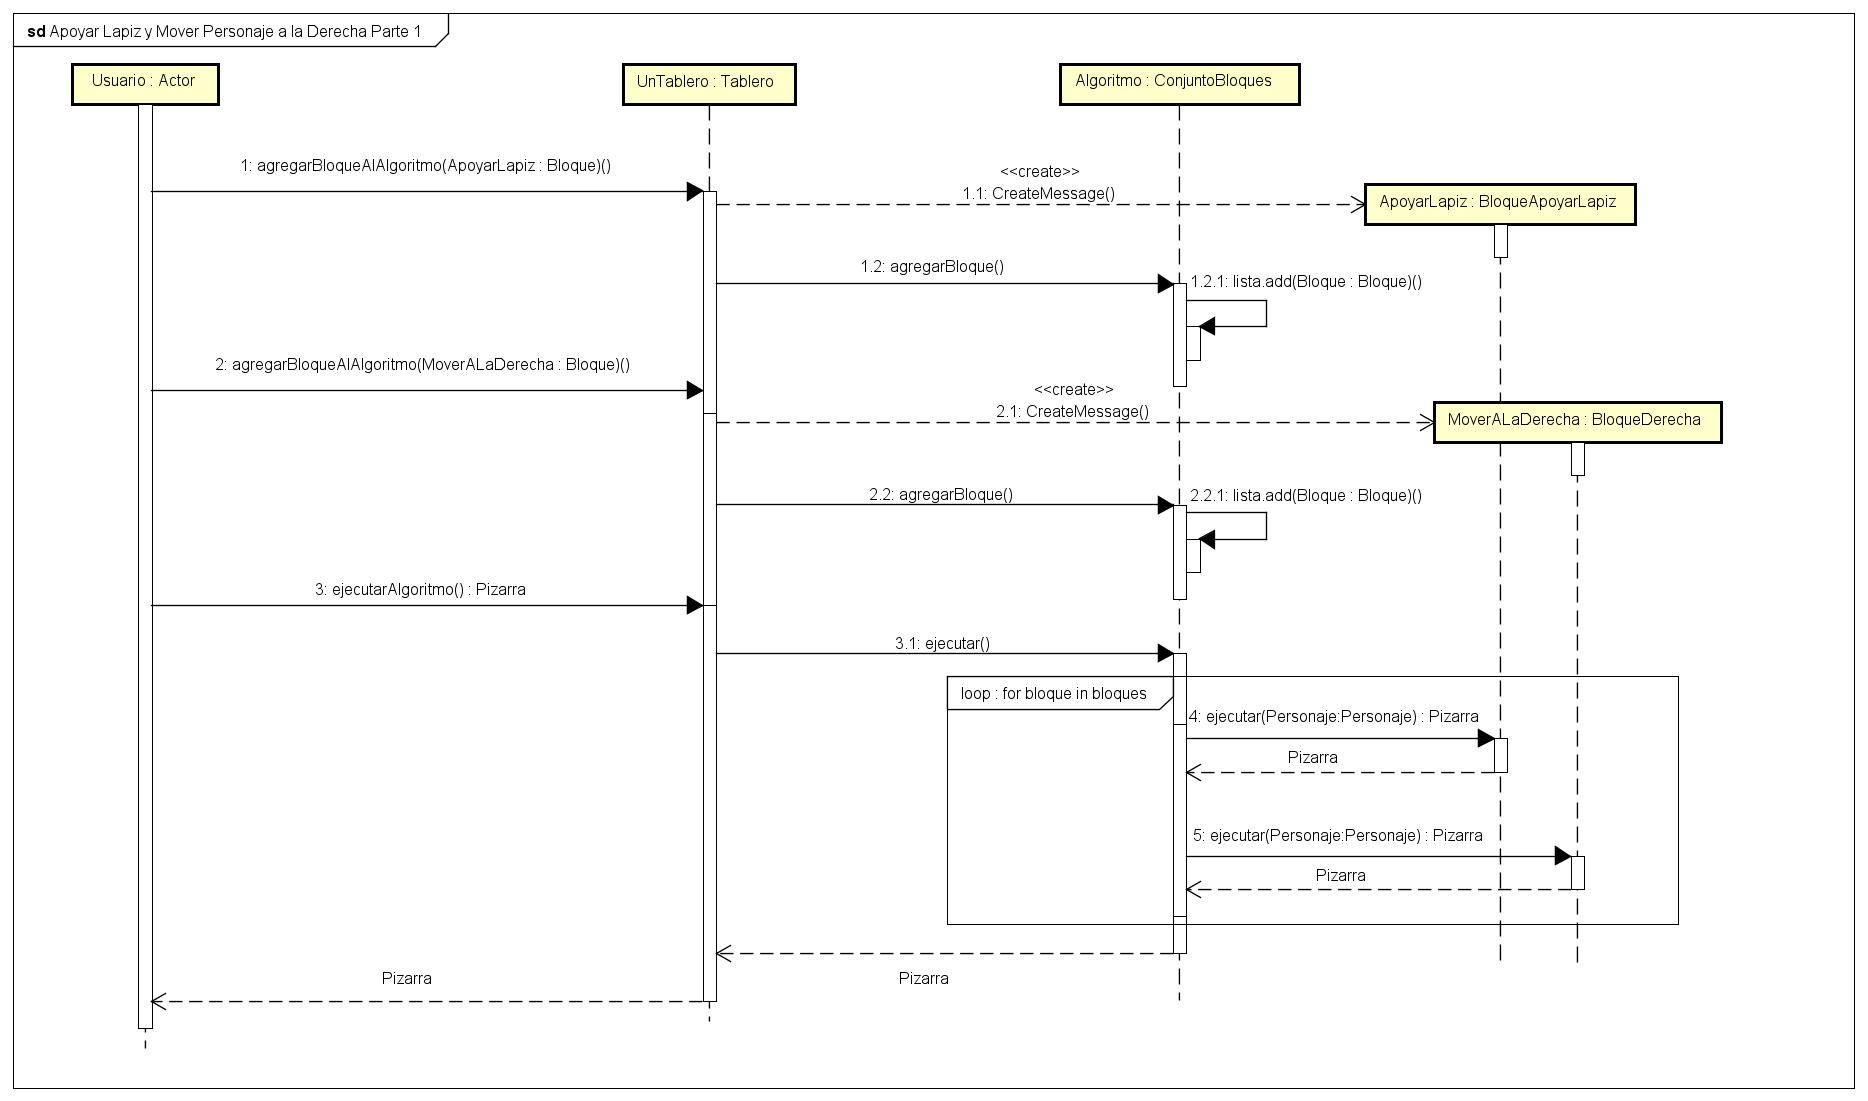 sd Apoyar Lapiz y Mover Personaje a la Derecha Parte 1
Usuario : Actor
UnTablero : Tablero
Algoritmo : ConjuntoBloques
1: agregarBloqueAlAlgoritmo(ApoyarLapiz : Bloque)()
<<create>>
1.1: CreateMessage()
ApoyarLapiz : BloqueApoyarLapiz
1.2: agregarBloque()
1.2.1: lista.add(Bloque : Bloque)()
2: agregarBloqueAlAlgoritmo(MoverALaDerecha : Bloque)()
<<create>>
2.1: CreateMessage()
MoverALaDerecha : BloqueDerecha
2.2: agregarBloque()
2.2.1: lista.add(Bloque : Bloque)()
3: ejecutarAlgoritmo() : Pizarra
3.1: ejecutar()
loop : for bloque in bloques
4: ejecutar(Personaje:Personaje) : Pizarra
Pizarra
5: ejecutar(Personaje:Personaje) : Pizarra
Pizarra
Pizarra
Pizarra